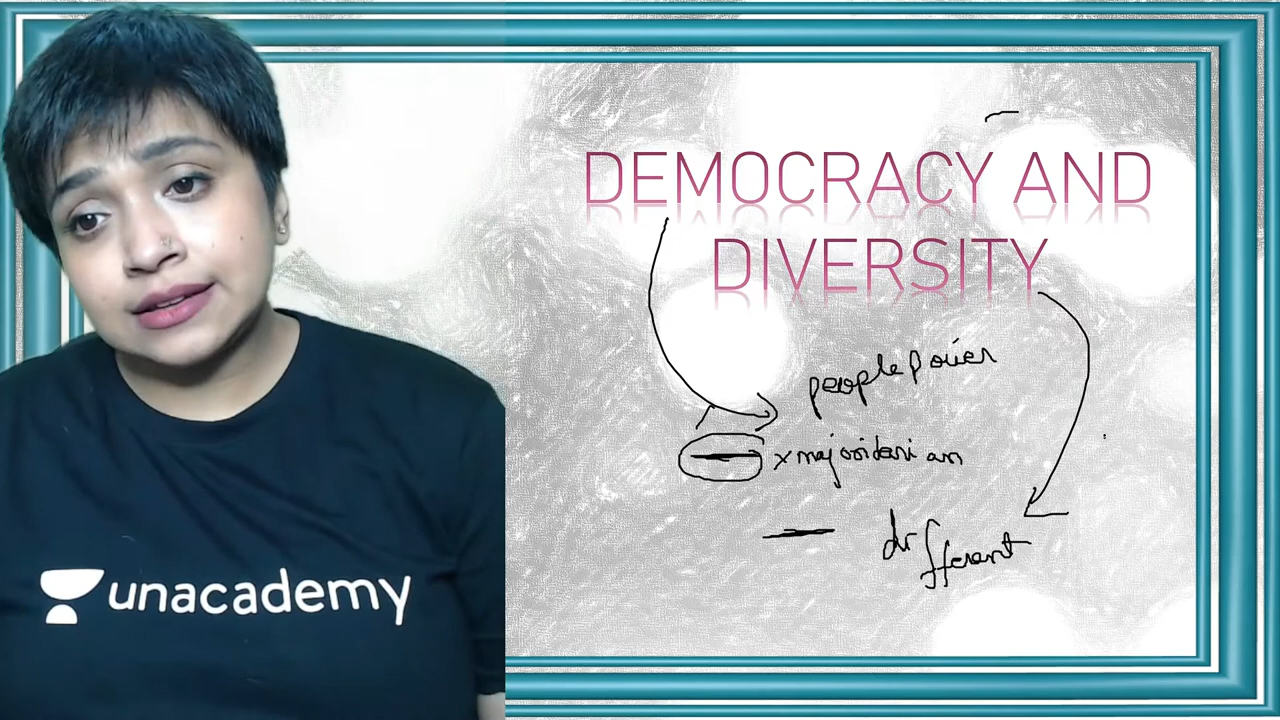 DEMOCRACY AND
DIVERSITY
people power
x majoritarian
different
unacademy